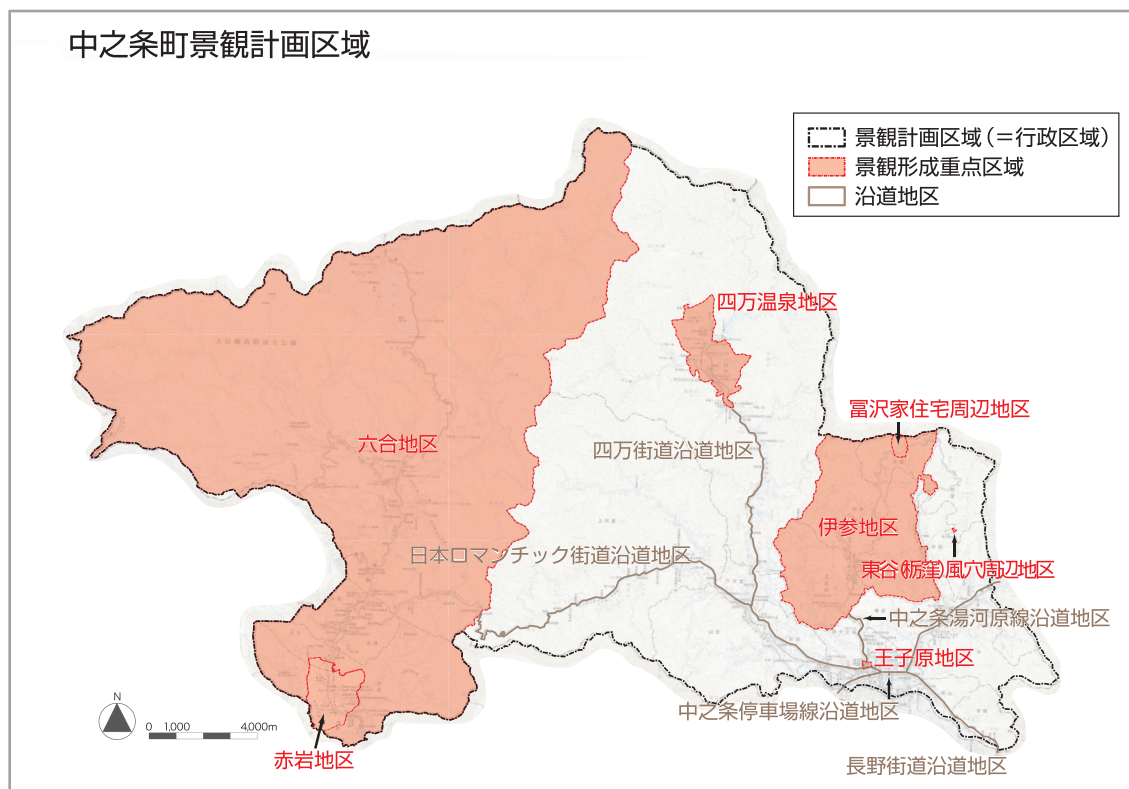 中之条町景観計画区域
景観計画区域(=行政区域)
景観形成重点区域
沿道地区
四万温泉地区
冨沢家住宅周辺地区
六合地区
四万街道沿道地区
伊参地区
日本ロマンチック街道沿道地区
東谷(栃窪)風穴周辺地区
中之条湯河原線沿道地区
王子原地区
中之条停車場線沿道地区
赤岩地区
長野街道沿道地区
N
0 1,000 4,000m